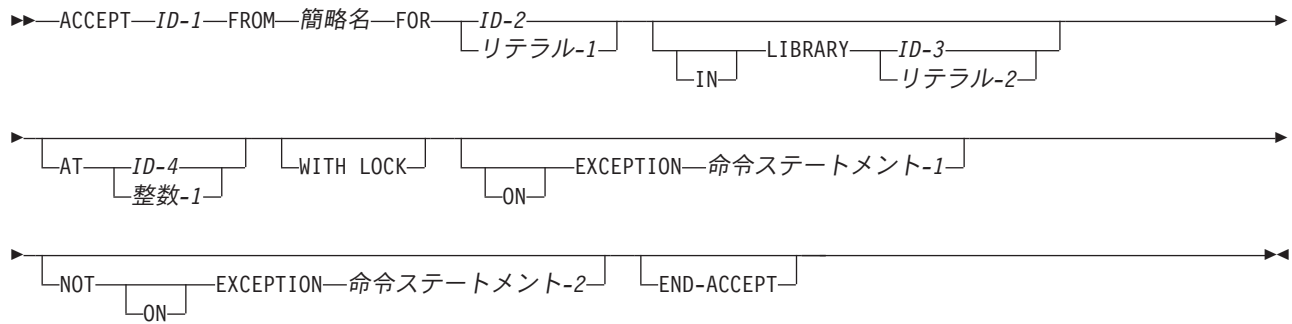 ACCEPT ID-1 FROM 簡略名 FOR ID-2 LIBRARY ID-3
リテラル-1 IN リテラル-2
AT ID-4 WITH LOCK EXCEPTION 命令ステートメント-1
整数-1 ON
NOT EXCEPTION 命令ステートメント-2 END-ACCEPT
ON